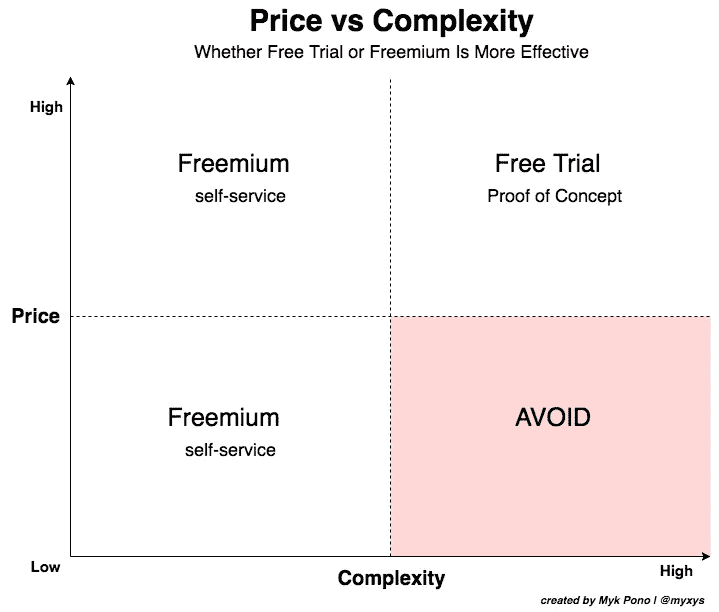 Price vs Complexity
Whether Free Trial or Freemium Is More Effective
High
Freemium
self-service
Free Trial
Proof of Concept
Price
Freemium
self-service
AVOID
Low
Complexity
High
created by Myk Pono | @myxys